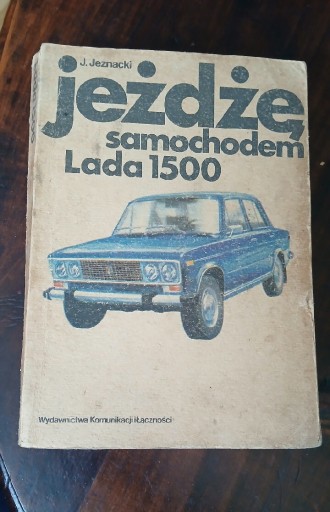 J. Jeznacki
jeżdżę
samochodem
Lada 1500
Wydawnictwa Komunikacji i Łączności